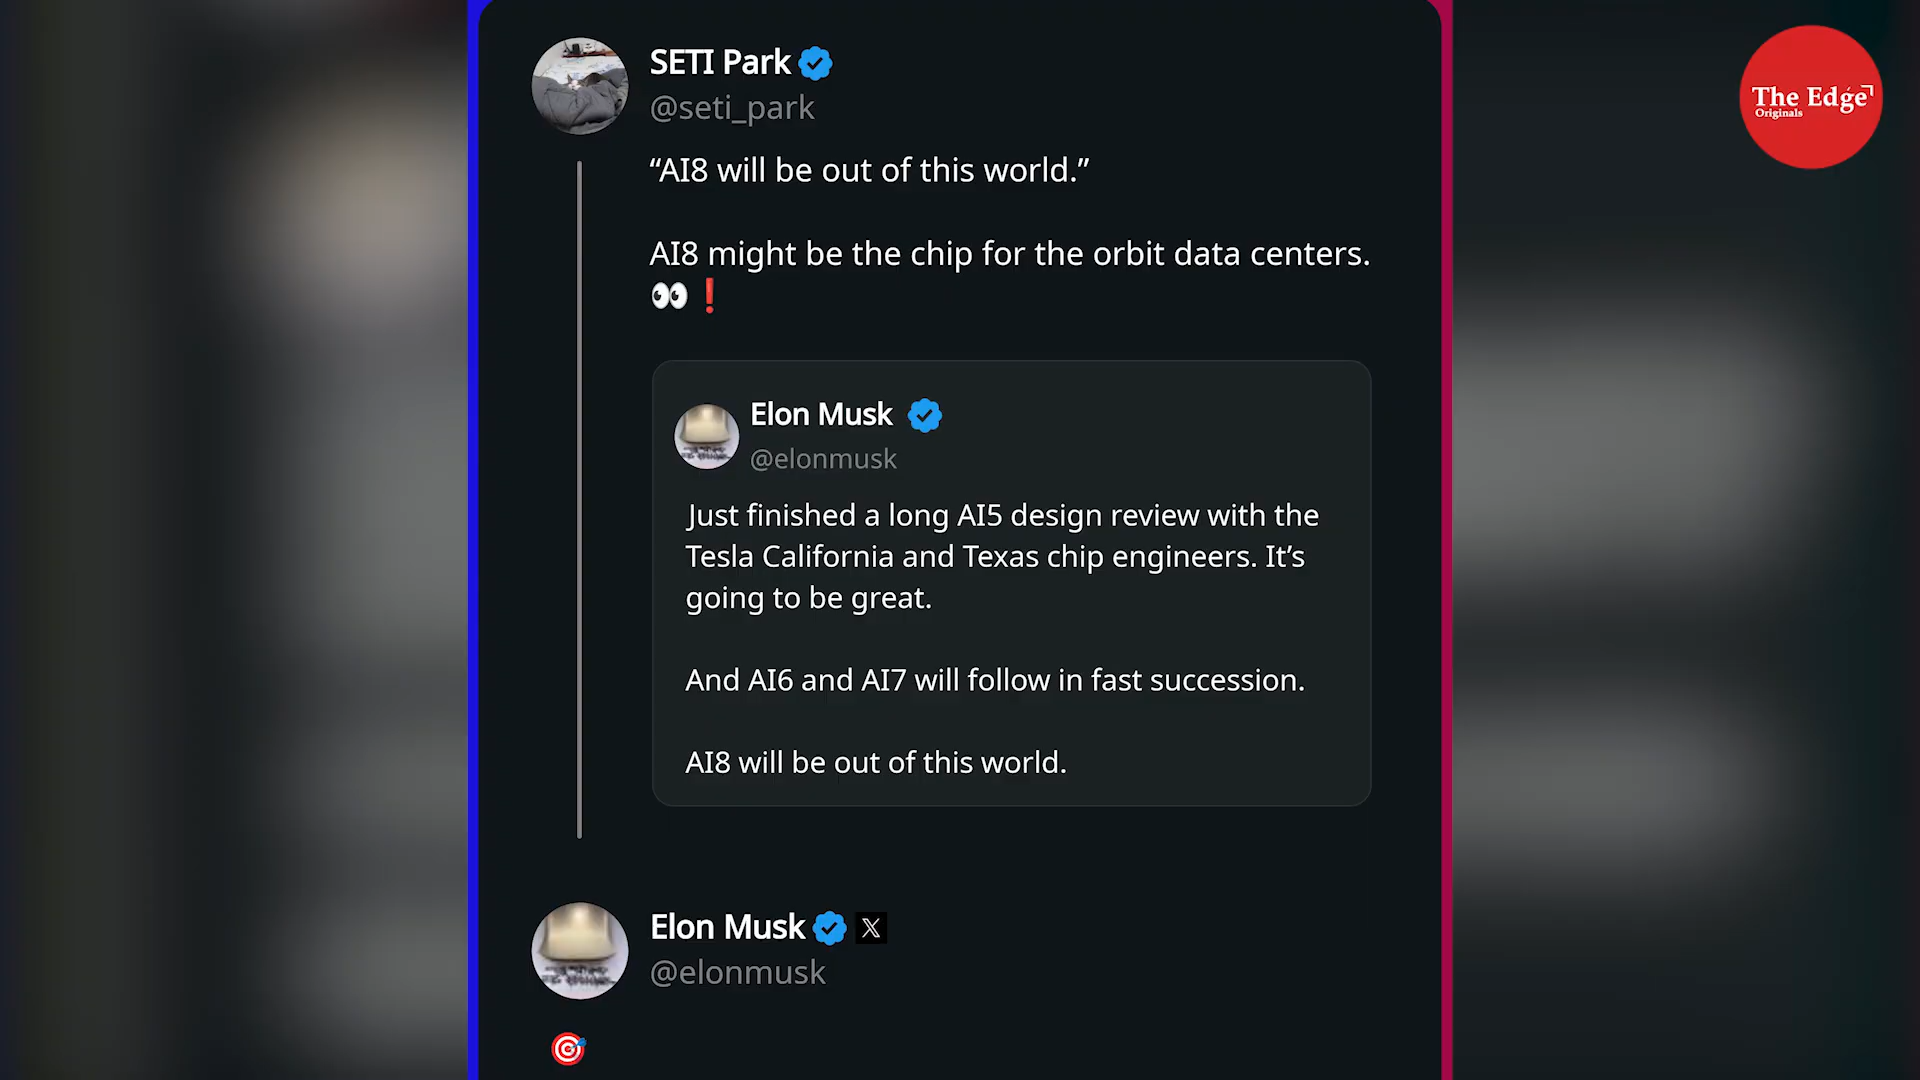 SETI Park
@seti_park
“AI8 will be out of this world.”
AI8 might be the chip for the orbit data centers.
👀❗
Elon Musk
@elonmusk
Just finished a long AI5 design review with the
Tesla California and Texas chip engineers. It’s
going to be great.
And AI6 and AI7 will follow in fast succession.
AI8 will be out of this world.
Elon Musk X
@elonmusk
🎯
The Edge
Originals